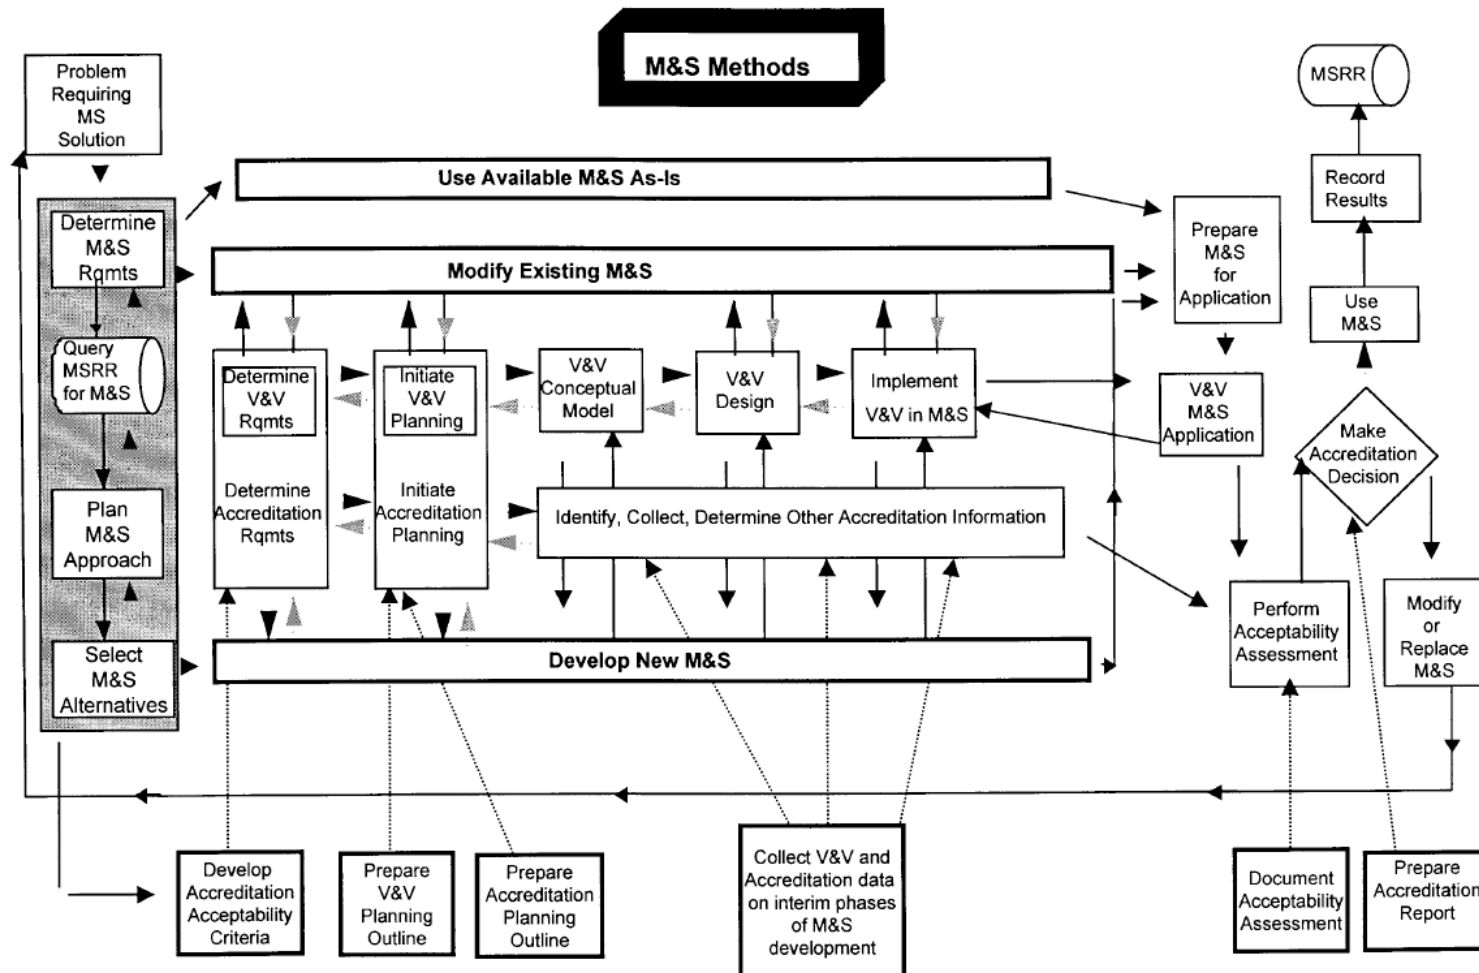 M&S Methods
Problem
Requiring
MS
Solution
MSRR
Use Available M&S As-Is
Record
Results
Determine
M&S
Rqmts
Prepare
M&S
for
Application
Modify Existing M&S
Use
M&S
Query
MSRR
for M&S
Determine
V&V
Rqmts
Initiate
V&V
Planning
V&V
Conceptual
Model
V&V
Design
Implement
V&V in M&S
V&V
M&S
Application
Make
Accreditation
Decision
Plan
M&S
Approach
Determine
Accreditation
Rqmts
Initiate
Accreditation
Planning
Identify, Collect, Determine Other Accreditation Information
Perform
Acceptability
Assessment
Modify
or
Replace
M&S
Select
M&S
Alternatives
Develop New M&S
Develop
Accreditation
Acceptability
Criteria
Prepare
V&V
Planning
Outline
Prepare
Accreditation
Planning
Outline
Collect V&V and
Accreditation data
on interim phases
of M&S
development
Document
Acceptability
Assessment
Prepare
Accreditation
Report